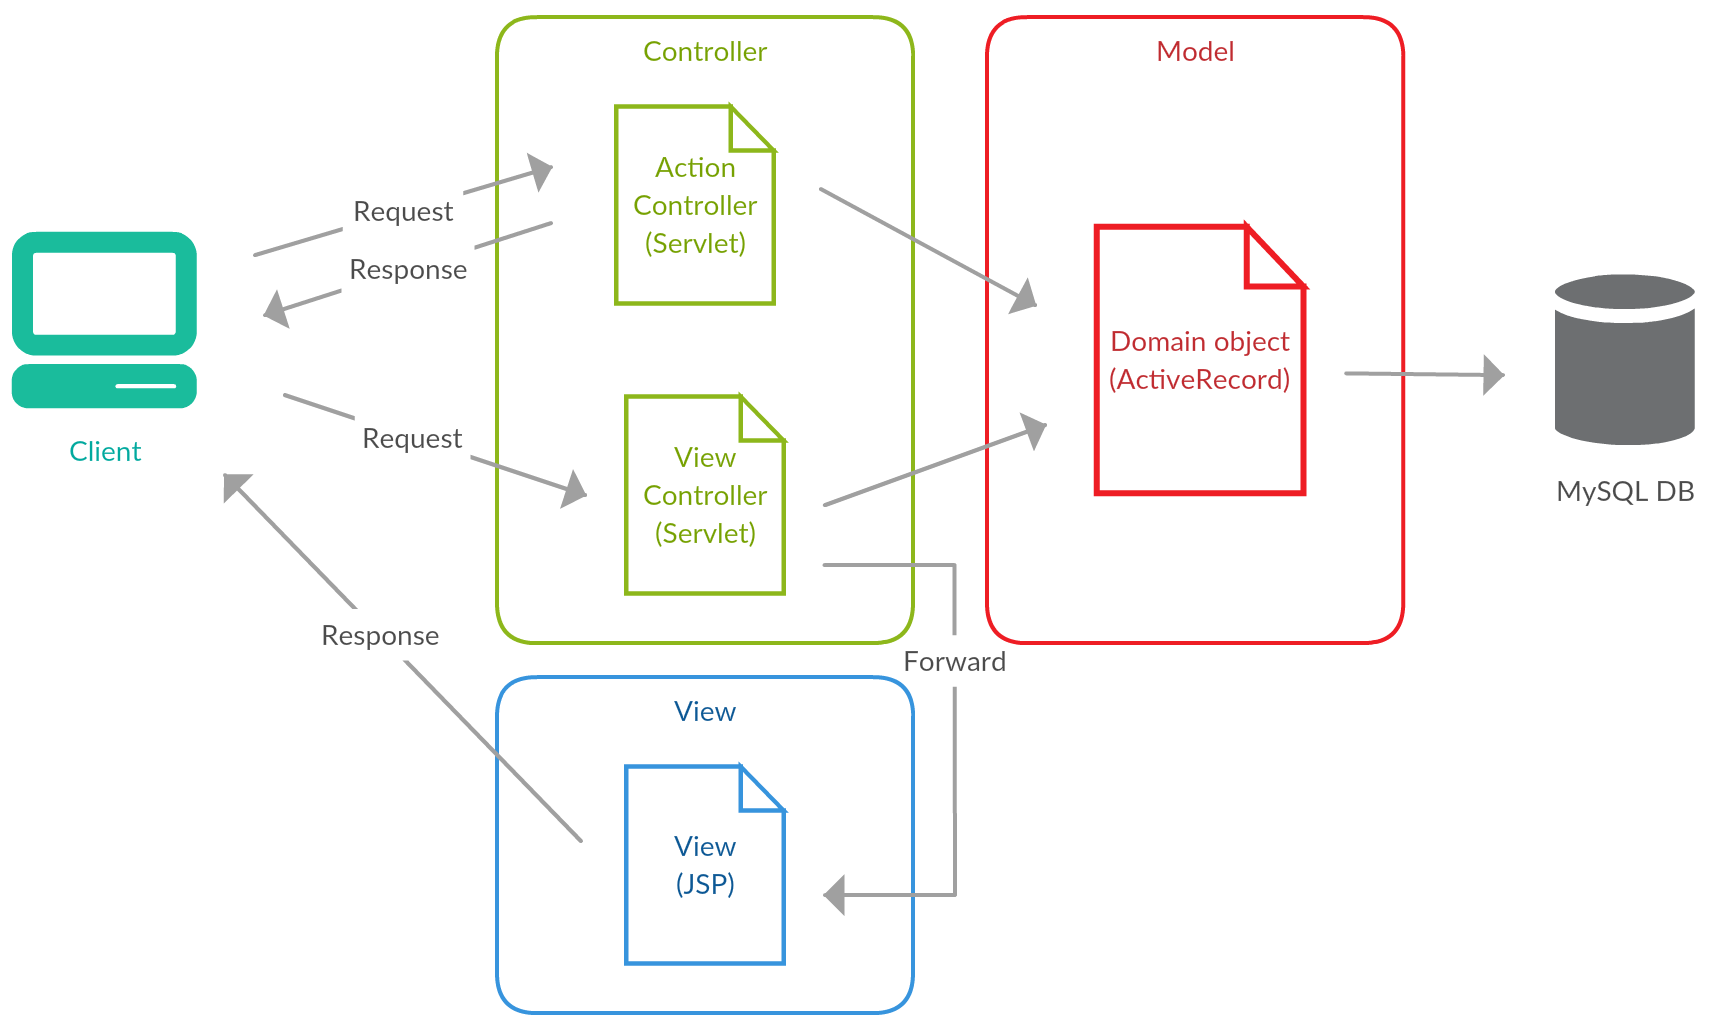 Controller
Model
Action
Controller
(Servlet)
Request
Response
Domain object
(ActiveRecord)
Client
Request
View
Controller
(Servlet)
MySQL DB
Response
Forward
View
View
(JSP)